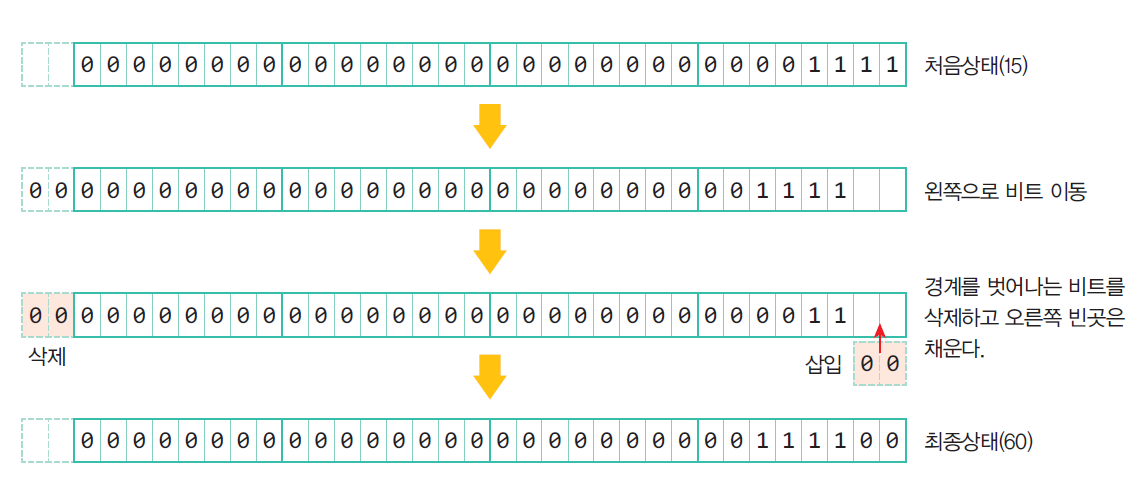 0 0 0 0 0 0 0 0 0 0 0 0 0 0 0 0 0 0 0 0 0 0 0 0 0 0 0 0 1 1 1 1 처음상태(15)
0 0 0 0 0 0 0 0 0 0 0 0 0 0 0 0 0 0 0 0 0 0 0 0 0 0 0 0 1 1 1 1 왼쪽으로 비트 이동
0 0 0 0 0 0 0 0 0 0 0 0 0 0 0 0 0 0 0 0 0 0 0 0 0 0 0 0 0 0 1 1
경계를 벗어나는 비트를
삭제하고 오른쪽 빈곳은
채운다.
삭제
삽입 0 0
0 0 0 0 0 0 0 0 0 0 0 0 0 0 0 0 0 0 0 0 0 0 0 0 0 0 1 1 1 1 0 0 최종상태(60)